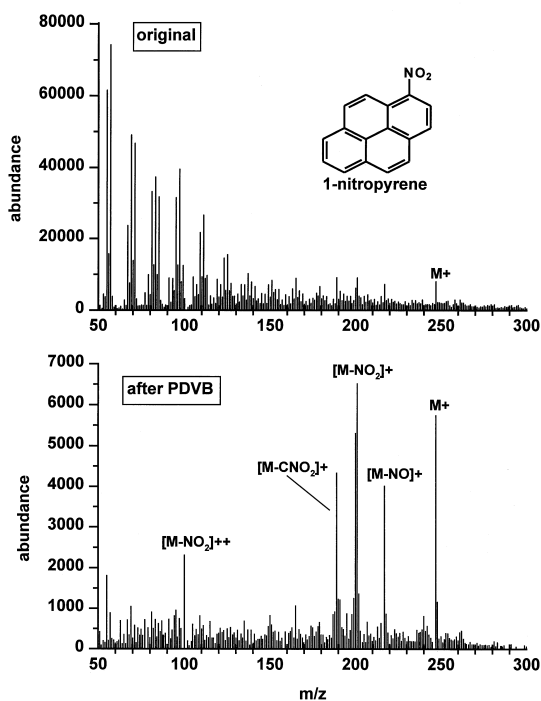 original
NO₂
1-nitropyrene
abundance
80000
60000
40000
20000
0
M+
50 100 150 200 250 300
after PDVB
abundance
7000
6000
5000
4000
3000
2000
1000
0
[M-NO₂]+
M+
[M-CNO₂]+
[M-NO]+
[M-NO₂]++
50 100 150 200 250 300
m/z